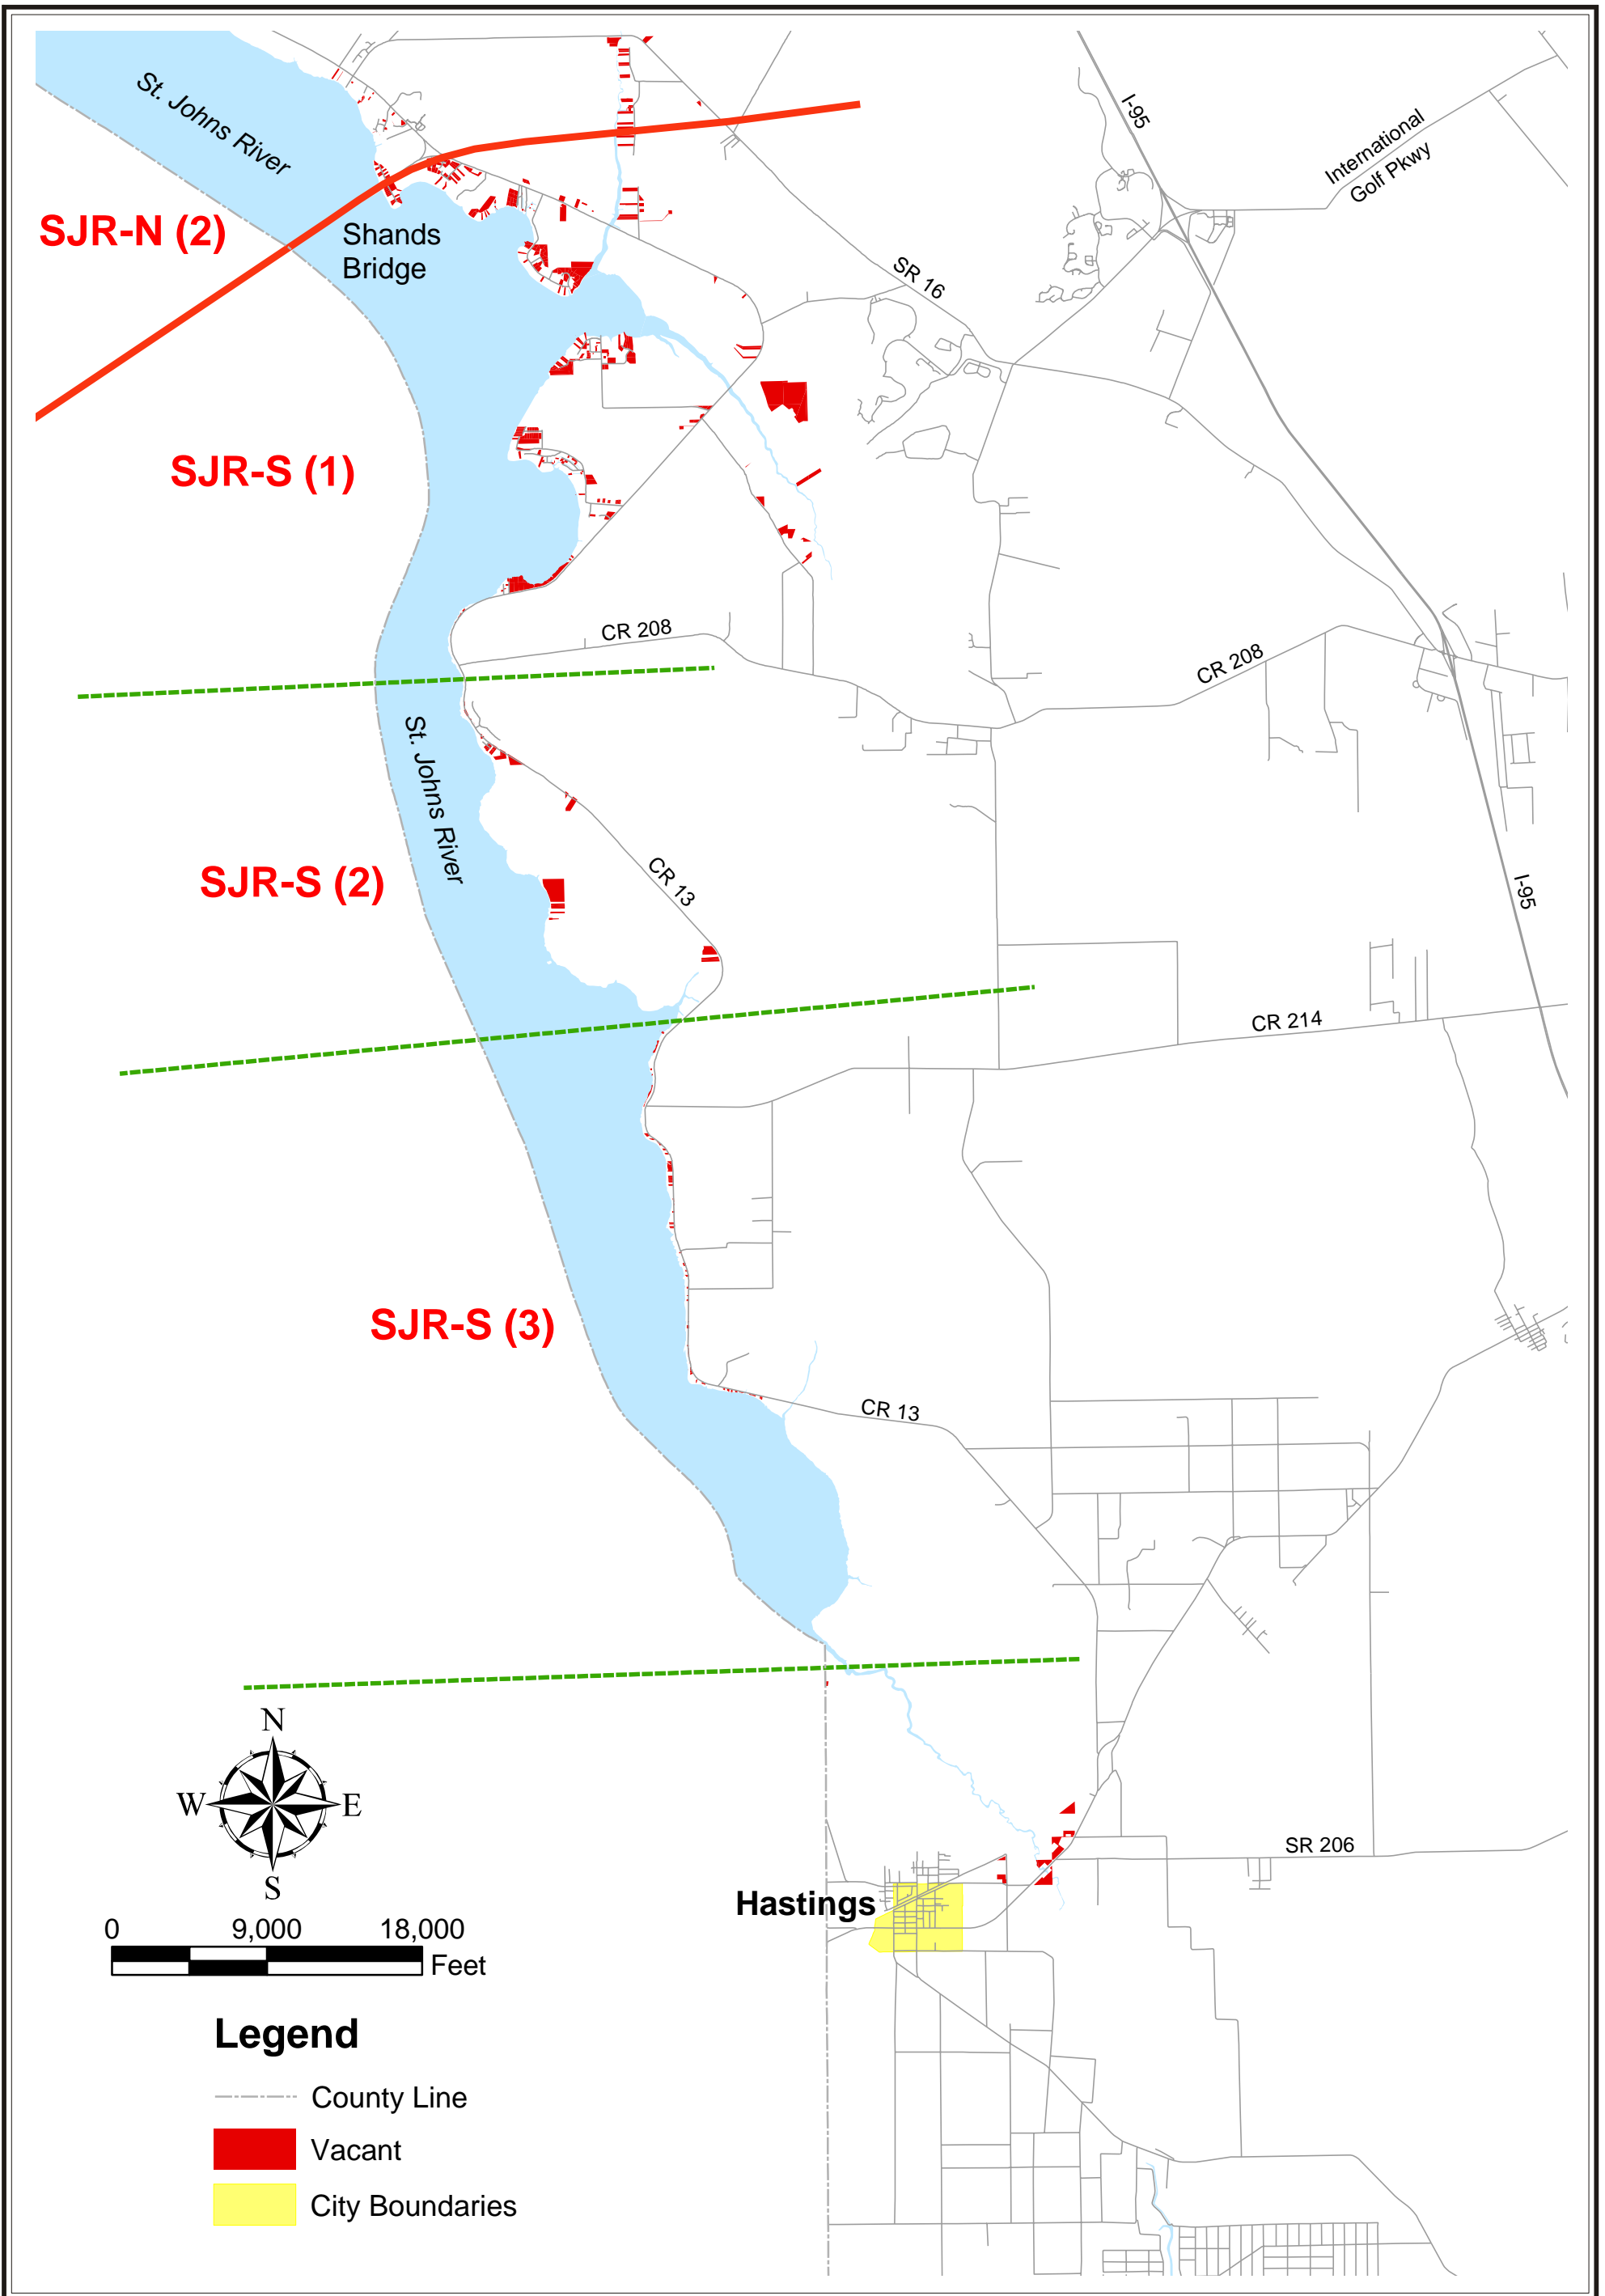 St. Johns River
I-95
International
Golf Pkwy
SJR-N (2)
Shands
Bridge
SR 16
SJR-S (1)
CR 208
CR 208
St. Johns River
SJR-S (2)
CR 13
I-95
CR 214
SJR-S (3)
CR 13
N
W
E
S
SR 206
Hastings
0
9,000
18,000
Feet
Legend
County Line
Vacant
City Boundaries